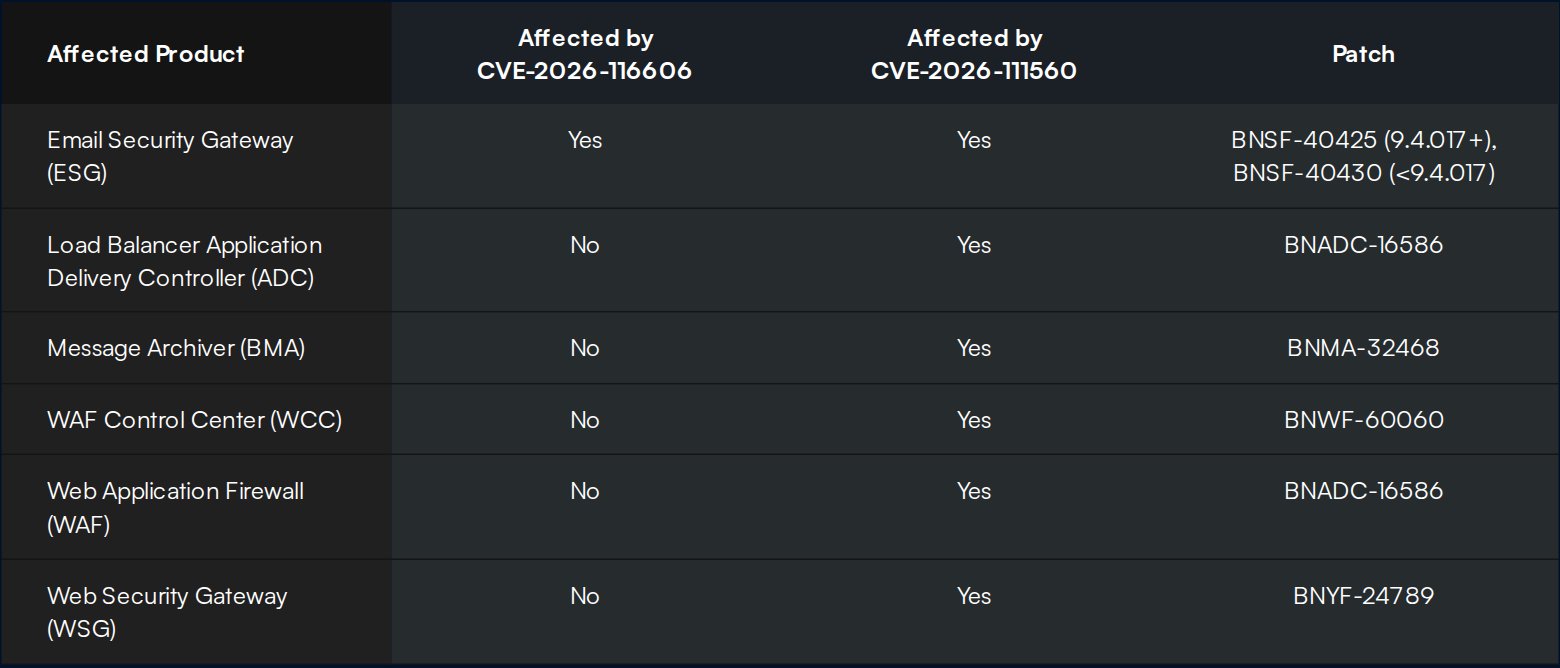 Affected Product
Affected by
CVE-2026-116606
Affected by
CVE-2026-111560
Patch
Email Security Gateway
(ESG)
Yes
Yes
BNSF-40425 (9.4.017+),
BNSF-40430 (<9.4.017)
Load Balancer Application
Delivery Controller (ADC)
No
Yes
BNADC-16586
Message Archiver (BMA)
No
Yes
BNMA-32468
WAF Control Center (WCC)
No
Yes
BNWF-60060
Web Application Firewall
(WAF)
No
Yes
BNADC-16586
Web Security Gateway
(WSG)
No
Yes
BNYF-24789